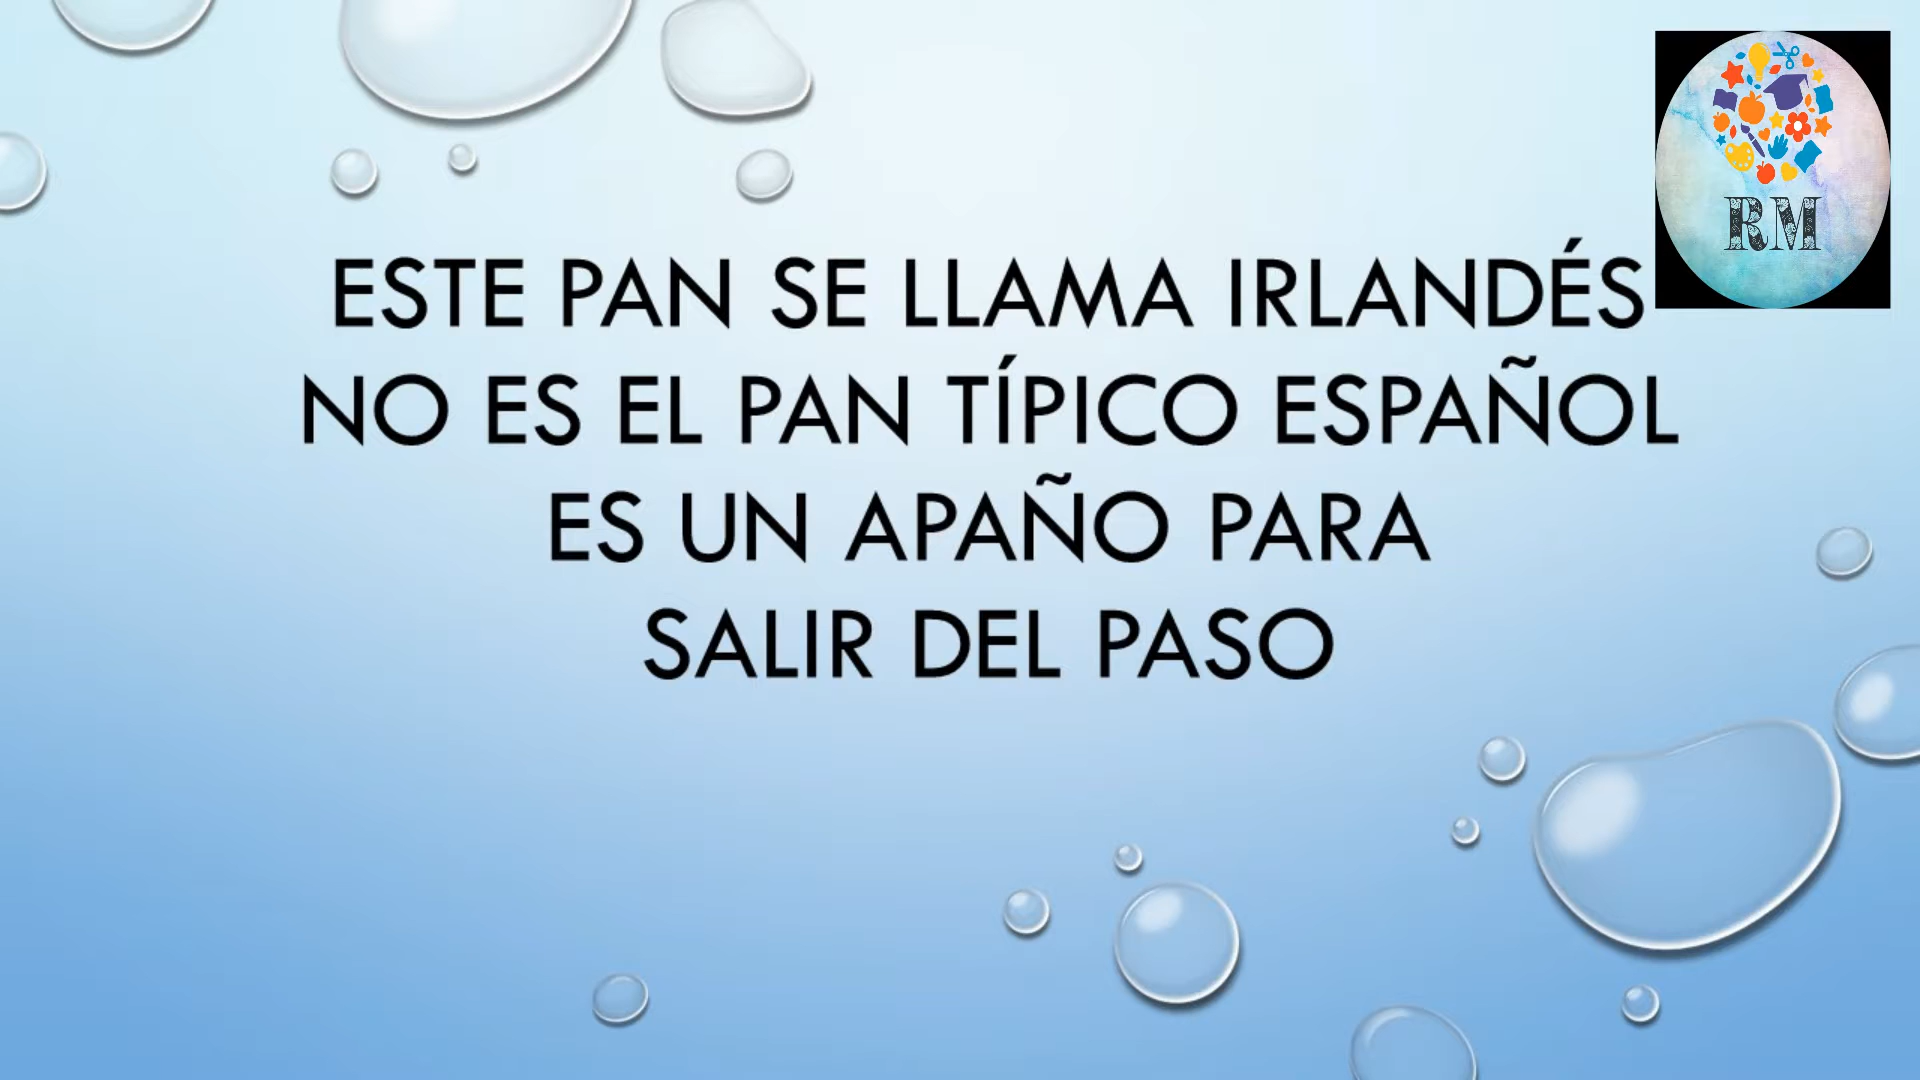 RM
ESTE PAN SE LLAMA IRLANDÉS
NO ES EL PAN TÍPICO ESPAÑOL
ES UN APAÑO PARA
SALIR DEL PASO